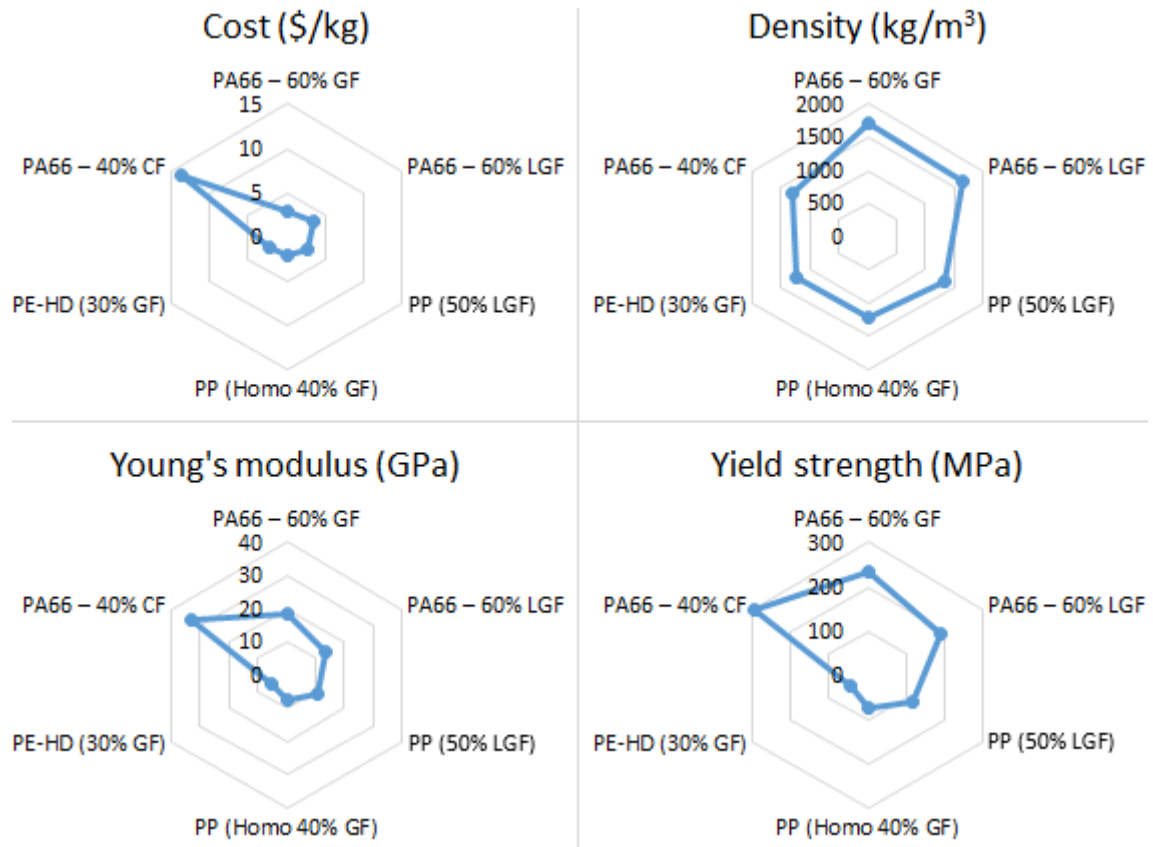 Cost ($/kg)
PA66 – 60% GF
15
PA66 – 40% CF
10
PA66 – 60% LGF
5
0
PE-HD (30% GF)
PP (50% LGF)
PP (Homo 40% GF)
Density (kg/m³)
PA66 – 60% GF
2000
1500
PA66 – 40% CF
1000
PA66 – 60% LGF
500
0
PE-HD (30% GF)
PP (50% LGF)
PP (Homo 40% GF)
Young's modulus (GPa)
PA66 – 60% GF
40
30
PA66 – 40% CF
20
PA66 – 60% LGF
10
0
PE-HD (30% GF)
PP (50% LGF)
PP (Homo 40% GF)
Yield strength (MPa)
PA66 – 60% GF
300
PA66 – 40% CF
200
PA66 – 60% LGF
100
0
PE-HD (30% GF)
PP (50% LGF)
PP (Homo 40% GF)